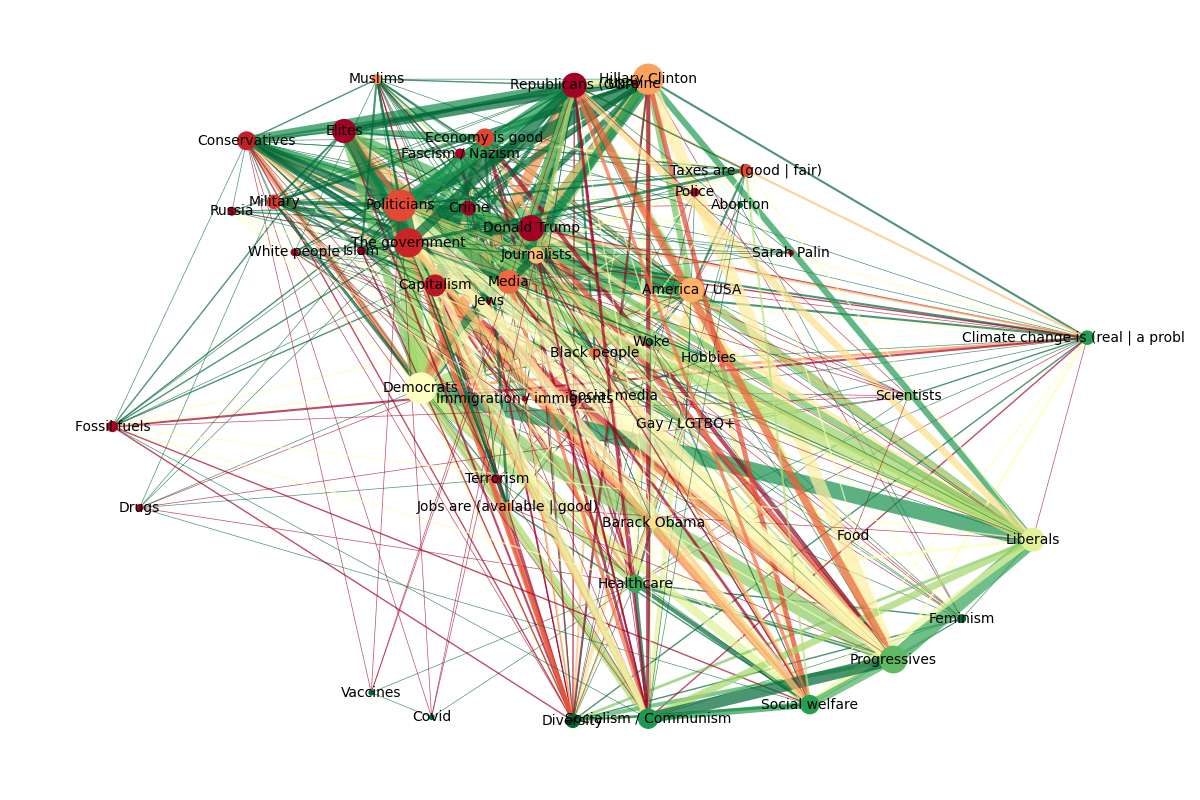 Muslims
Republicans (GOP)
Hillary Clinton
Conservatives
Elites
Economy is good
Fascism / Nazism
Taxes are (good | fair)
Police
Abortion
Russia
Military
Politicians
Crime
Donald Trump
White people
Islam
The government
Journalists
Sarah Palin
Capitalism
Media
America / USA
Jews
Climate change is (real | a probl
Woke
Black people
Hobbies
Democrats
Immigration / immigrants
Social media
Scientists
Fossil fuels
Gay / LGTBQ+
Terrorism
Drugs
Jobs are (available | good)
Barack Obama
Food
Liberals
Healthcare
Feminism
Progressives
Vaccines
Covid
Diversity
Socialism / Communism
Social welfare